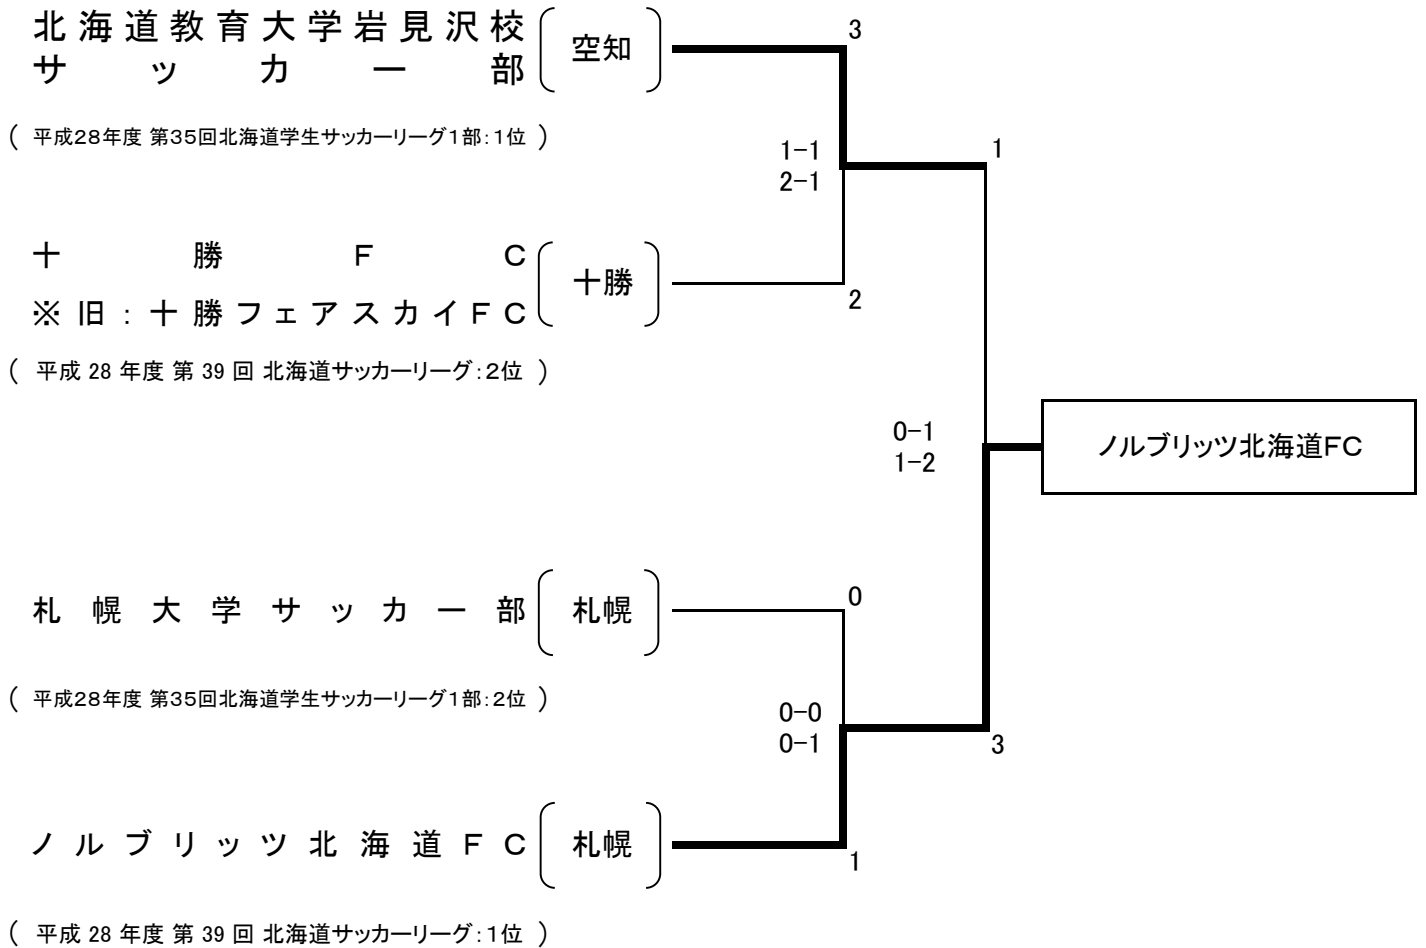 北海道教育大学岩見沢校
サッカー部
空知
3
( 平成28年度 第35回北海道学生サッカーリーグ1部:1位 )
1-1
2-1
1
十勝FC
※旧:十勝フェアスカイFC
十勝
2
( 平成 28 年度 第 39 回 北海道サッカーリーグ:2位 )
0-1
1-2
ノルブリッツ北海道FC
札幌大学サッカー部
札幌
0
( 平成28年度 第35回北海道学生サッカーリーグ1部:2位 )
0-0
0-1
3
ノルブリッツ北海道FC
札幌
1
( 平成 28 年度 第 39 回 北海道サッカーリーグ:1位 )